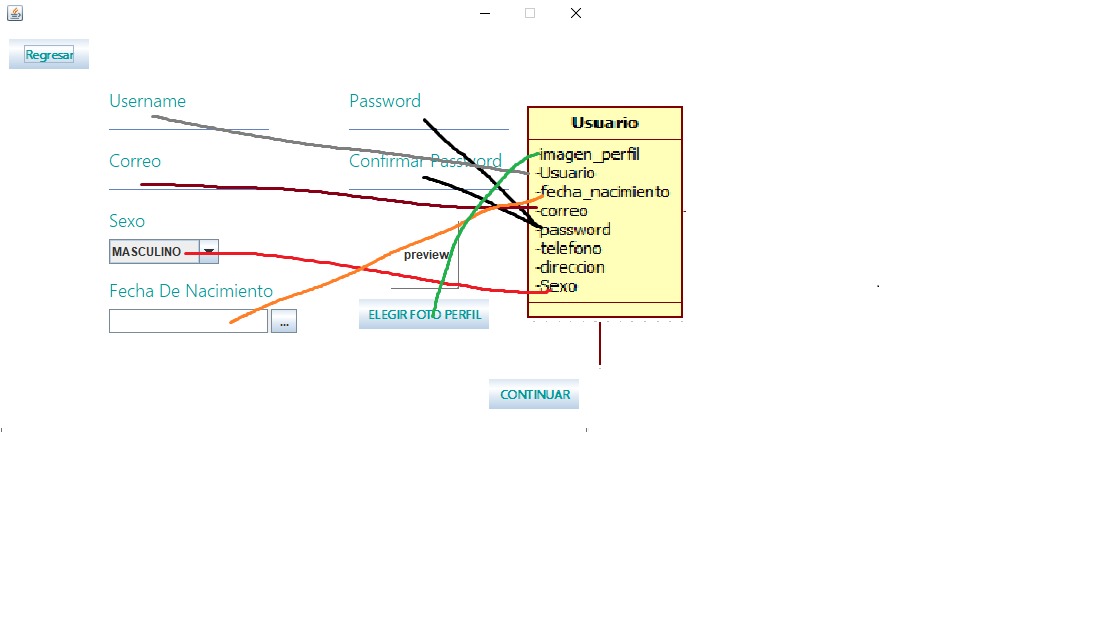 Regresar
Username
Password
Correo
Confirmar Password
Sexo
MASCULINO
preview
Fecha De Nacimiento
...
ELEGIR FOTO PERFIL
CONTINUAR
Usuario
-imagen_perfil
-Usuario
-fecha_nacimiento
-correo
-password
-telefono
-direccion
-Sexo